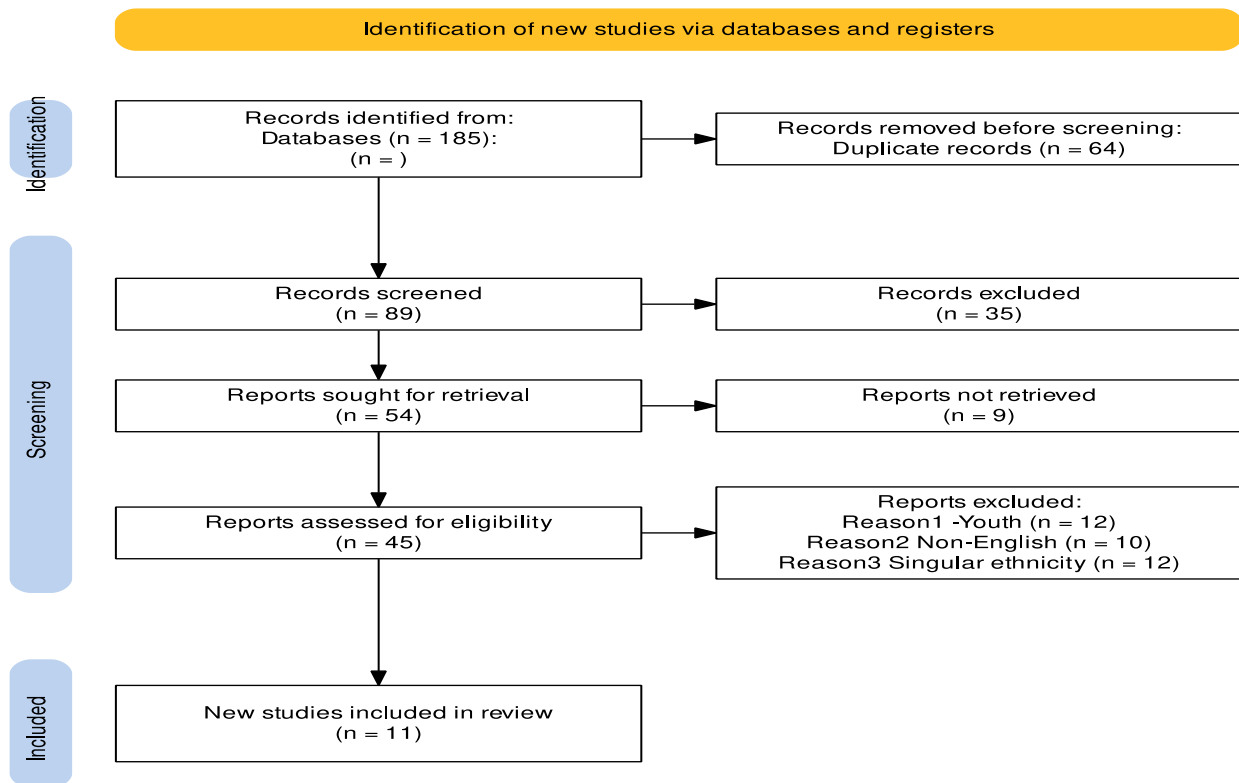 Identification of new studies via databases and registers
Identification
Records identified from:
Databases (n = 185):
(n = )
Records removed before screening:
Duplicate records (n = 64)
Screening
Records screened
(n = 89)
Records excluded
(n = 35)
Reports sought for retrieval
(n = 54)
Reports not retrieved
(n = 9)
Reports assessed for eligibility
(n = 45)
Reports excluded:
Reason1 -Youth (n = 12)
Reason2 Non-English (n = 10)
Reason3 Singular ethnicity (n = 12)
Included
New studies included in review
(n = 11)